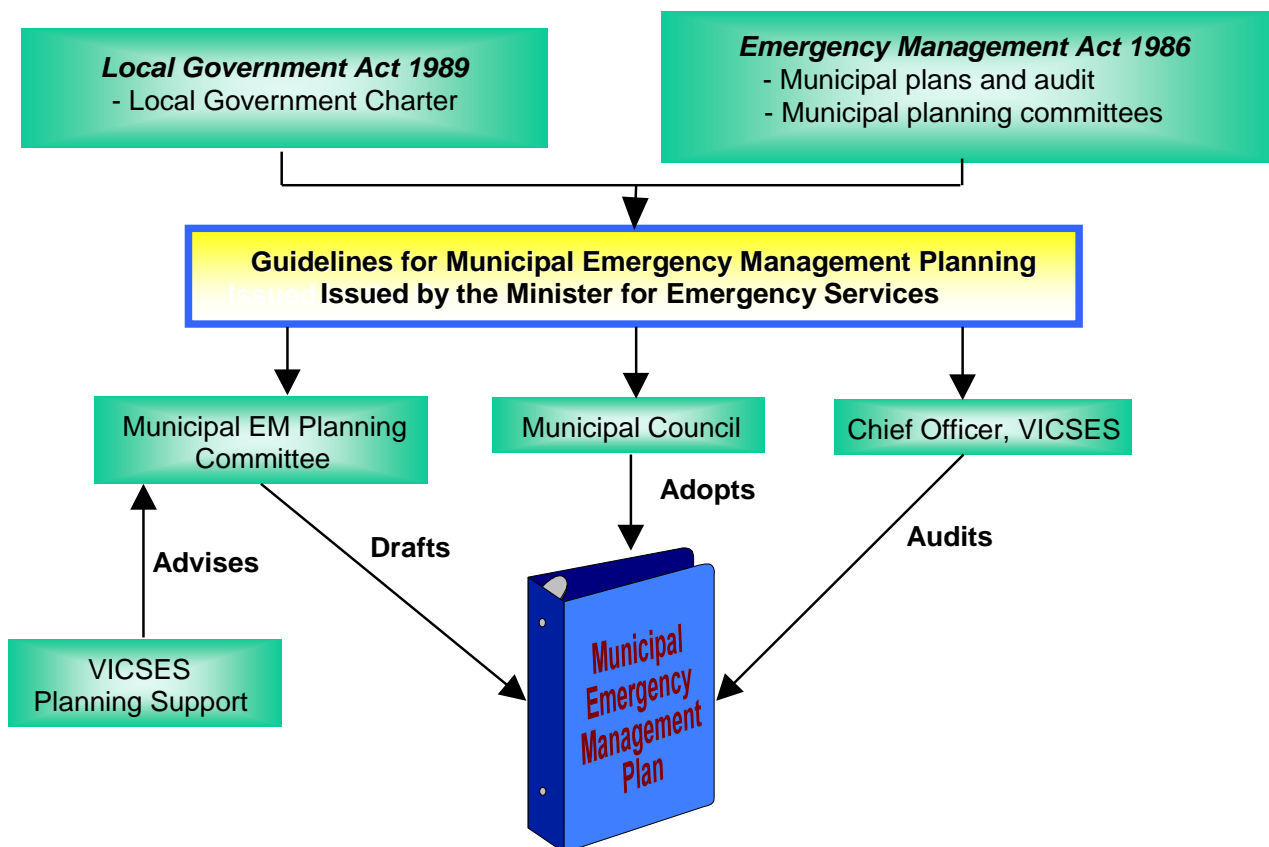 Local Government Act 1989
- Local Government Charter
Emergency Management Act 1986
- Municipal plans and audit
- Municipal planning committees
Guidelines for Municipal Emergency Management Planning
Issued by the Minister for Emergency Services
Municipal EM Planning
Committee
Municipal Council
Chief Officer, VICSES
Adopts
Drafts
Audits
Advises
VICSES
Planning Support
Municipal
Emergency
Management
Plan